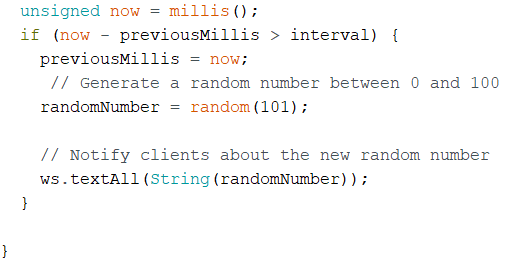 unsigned now = millis();
if (now - previousMillis > interval) {
previousMillis = now;
// Generate a random number between 0 and 100
randomNumber = random(101);
// Notify clients about the new random number
ws.textAll(String(randomNumber));
}
}